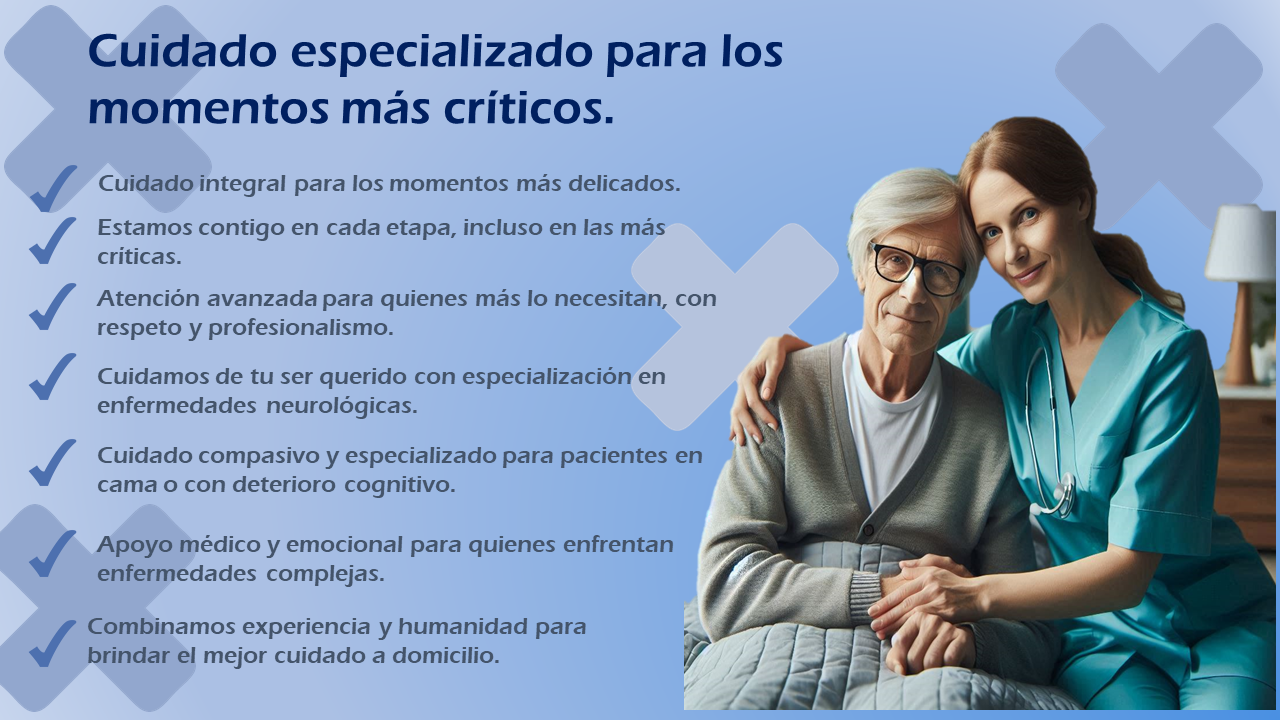 Cuidado especializado para los
momentos más críticos.
Cuidado integral para los momentos más delicados.
Estamos contigo en cada etapa, incluso en las más
críticas.
Atención avanzada para quienes más lo necesitan, con
respeto y profesionalismo.
Cuidamos de tu ser querido con especialización en
enfermedades neurológicas.
Cuidado compasivo y especializado para pacientes en
cama o con deterioro cognitivo.
Apoyo médico y emocional para quienes enfrentan
enfermedades complejas.
Combinamos experiencia y humanidad para
brindar el mejor cuidado a domicilio.